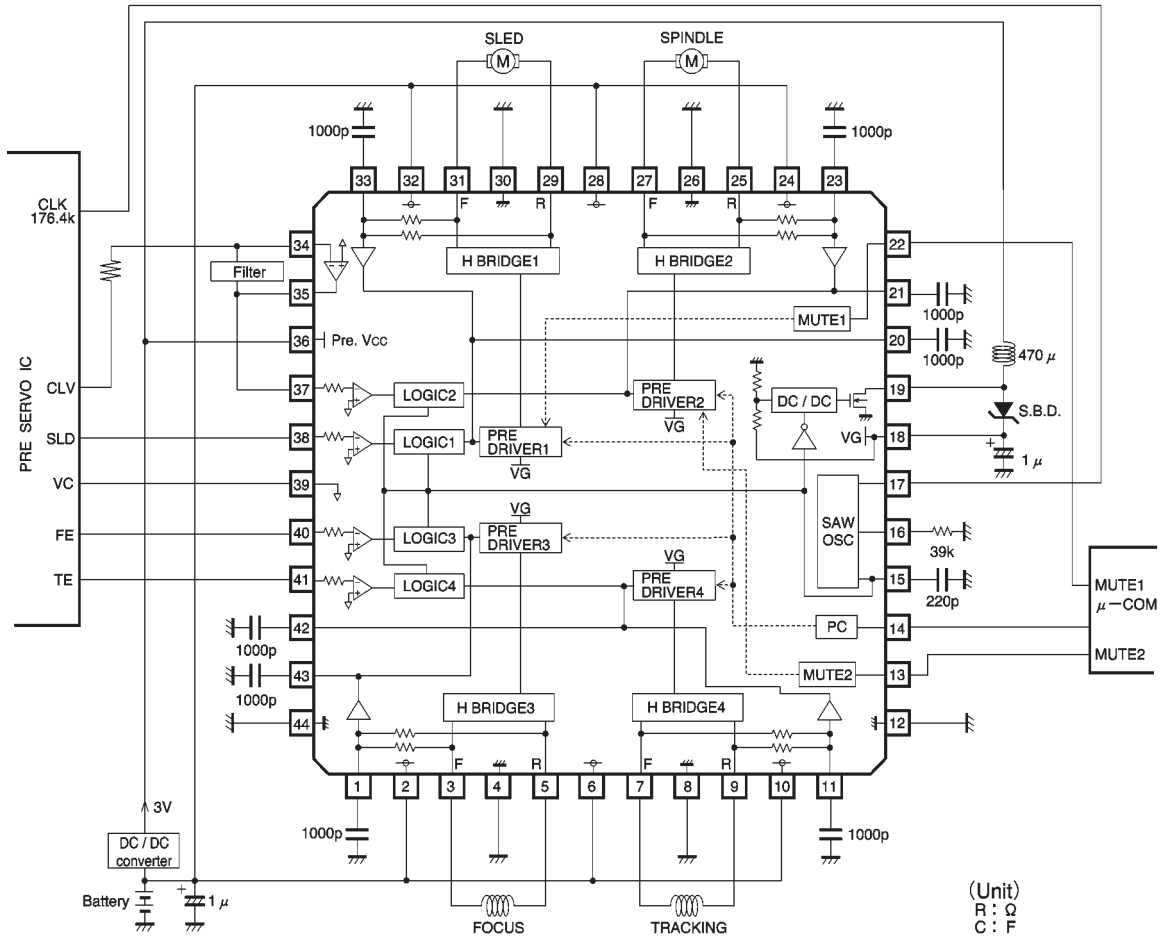 SLED
SPINDLE
M
M
1000p
1000p
33
32
31
30
29
28
27
26
25
24
23
F
R
F
R
CLK
176.4k
34
Filter
35
H BRIDGE1
H BRIDGE2
22
21
1000p
MUTE1
36
Pre. Vcc
20
1000p
470 μ
CLV
37
LOGIC2
PRE
DRIVER2
VG
DC / DC
19
S.B.D.
PRE SERVO IC
SLD
38
LOGIC1
PRE
DRIVER1
VG
VG
18
+
1 μ
VC
39
17
SAW
OSC
FE
40
LOGIC3
VG
PRE
DRIVER3
16
39k
TE
41
LOGIC4
VG
PRE
DRIVER4
15
220p
MUTE1
μ-COM
42
1000p
PC
14
MUTE2
43
1000p
MUTE2
13
44
H BRIDGE3
H BRIDGE4
12
F
R
F
R
1
2
3
4
5
6
7
8
9
10
11
3V
DC / DC
converter
1000p
1000p
Battery
+
1 μ
FOCUS
TRACKING
(Unit)
R : Ω
C : F